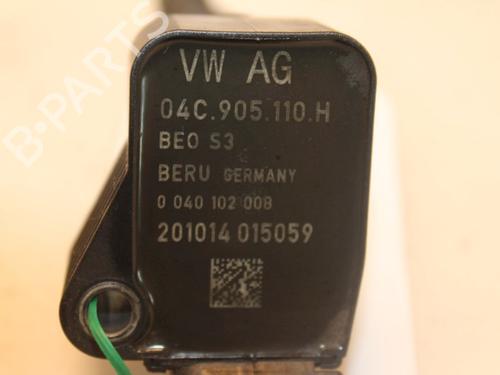 B-PARTS
VW AG
04C.905.110.H
BEO S3
BERU GERMANY
0 040 102 008
201014 015059